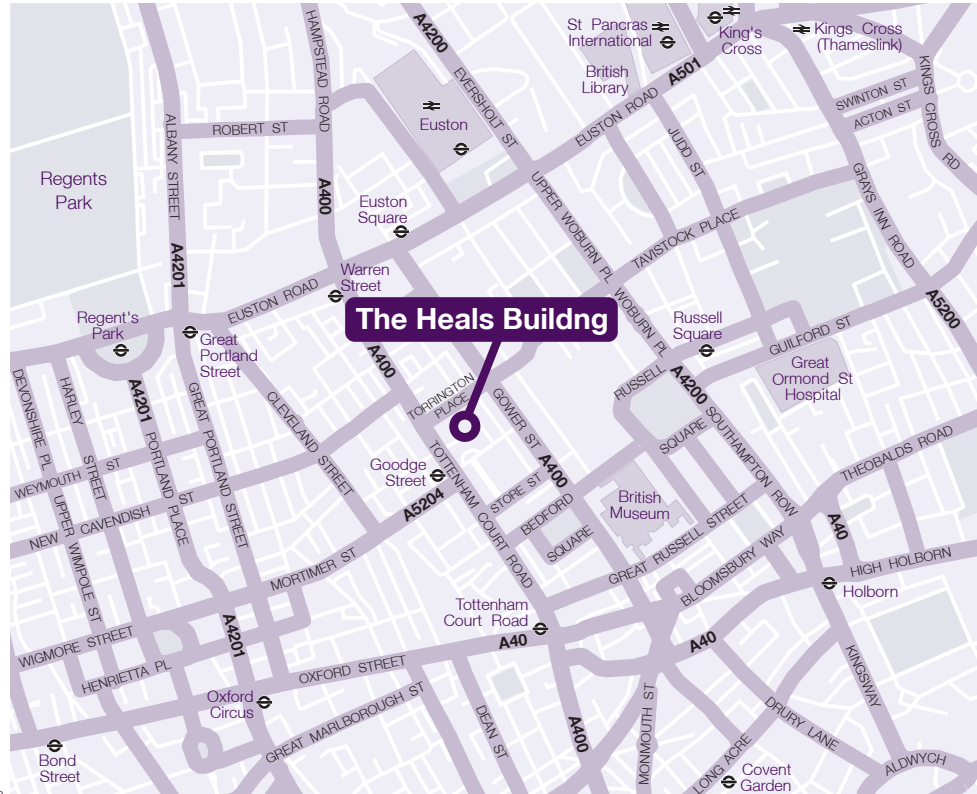 A4200
HAMPSTEAD ROAD
St Pancras
International
King's
Cross
Kings Cross
(Thameslink)
British
Library
A501
EVERSHOLT ST
EUSTON ROAD
SWINTON ST
ACTON ST
KINGS CROSS RD
ALBANY STREET
ROBERT ST
Euston
JUDD ST
Regents
Park
A400
Euston
Square
UPPER WOBURN PL
TAVISTOCK PLACE
GRAYS INN ROAD
A4201
Warren
Street
EUSTON ROAD
WOBURN PL
A5200
The Heals Buildng
Regent's
Park
Great
Portland
Street
Russell
Square
GUILFORD ST
A400
RUSSELL
SQUARE
A4200
Great
Ormond St
Hospital
DEVONSHIRE PL
HARLEY
STREET
A4201
PORTLAND PLACE
GREAT PORTLAND STREET
CLEVELAND STREET
TORRINGTON
PLACE
GOWER ST
SOUTHAMPTON ROW
THEOBALDS ROAD
WEYMOUTH ST
Goodge
Street
TOTTENHAM COURT ROAD
A400
STORE ST
BEDFORD
SQUARE
British
Museum
A5204
NEW CAVENDISH ST
UPPER WIMPOLE ST
GREAT RUSSELL STREET
BLOOMSBURY WAY
A40
HIGH HOLBORN
MORTIMER ST
Holborn
Tottenham
Court Road
A40
A40
WIGMORE STREET
A4201
HENRIETTA PL
OXFORD STREET
KINGSWAY
Oxford
Circus
GREAT MARLBOROUGH ST
DEAN ST
A400
MONMOUTH ST
DRURY LANE
LONG ACRE
ALDWYCH
Bond
Street
Covent
Garden